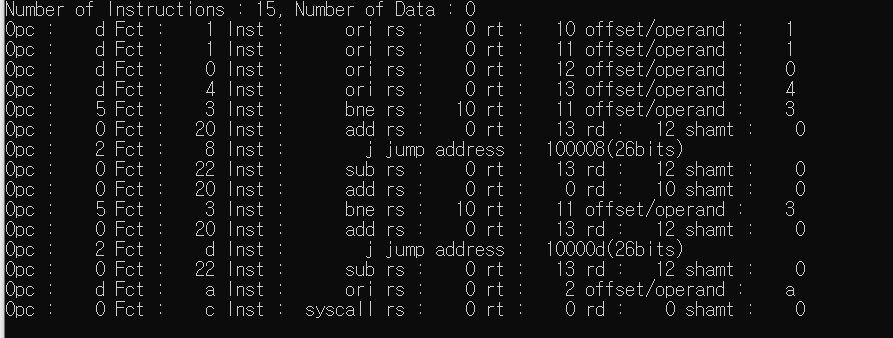 Number of Instructions : 15, Number of Data : 0
Opc :     d Fct :     1 Inst :       ori rs :     0 rt :    10 offset/operand :     1
Opc :     d Fct :     1 Inst :       ori rs :     0 rt :    11 offset/operand :     1
Opc :     d Fct :     0 Inst :       ori rs :     0 rt :    12 offset/operand :     0
Opc :     d Fct :     4 Inst :       ori rs :     0 rt :    13 offset/operand :     4
Opc :     5 Fct :     3 Inst :       bne rs :    10 rt :    11 offset/operand :     3
Opc :     0 Fct :    20 Inst :       add rs :     0 rt :    13 rd :    12 shamt :     0
Opc :     2 Fct :     8 Inst :         j jump address :  100008(26bits)
Opc :     0 Fct :    22 Inst :       sub rs :     0 rt :    13 rd :    12 shamt :     0
Opc :     0 Fct :    20 Inst :       add rs :     0 rt :     0 rd :    10 shamt :     0
Opc :     5 Fct :     3 Inst :       bne rs :    10 rt :    11 offset/operand :     3
Opc :     0 Fct :    20 Inst :       add rs :     0 rt :    13 rd :    12 shamt :     0
Opc :     2 Fct :     d Inst :         j jump address :  10000d(26bits)
Opc :     0 Fct :    22 Inst :       sub rs :     0 rt :    13 rd :    12 shamt :     0
Opc :     d Fct :     a Inst :       ori rs :     0 rt :     2 offset/operand :     a
Opc :     0 Fct :     c Inst :   syscall rs :     0 rt :     0 rd :     0 shamt :     0